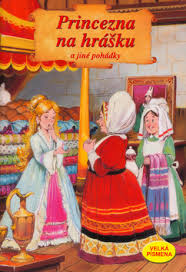 Princezna
na hrášku
a jiné pohádky
VELKÁ
PÍSMENA